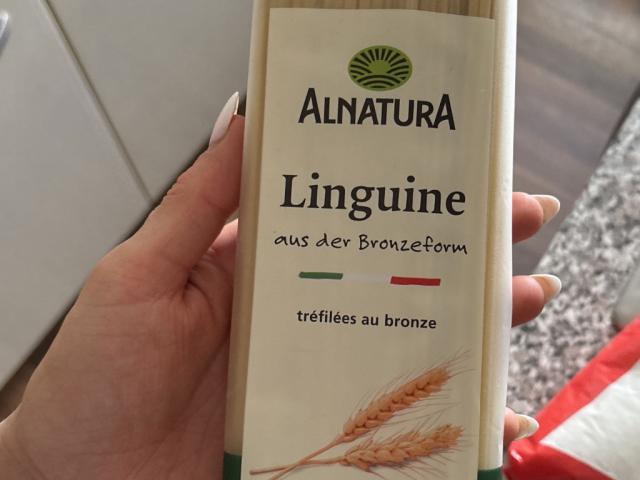 ALNATURA
Linguine
aus der Bronzeform
tréfilées au bronze